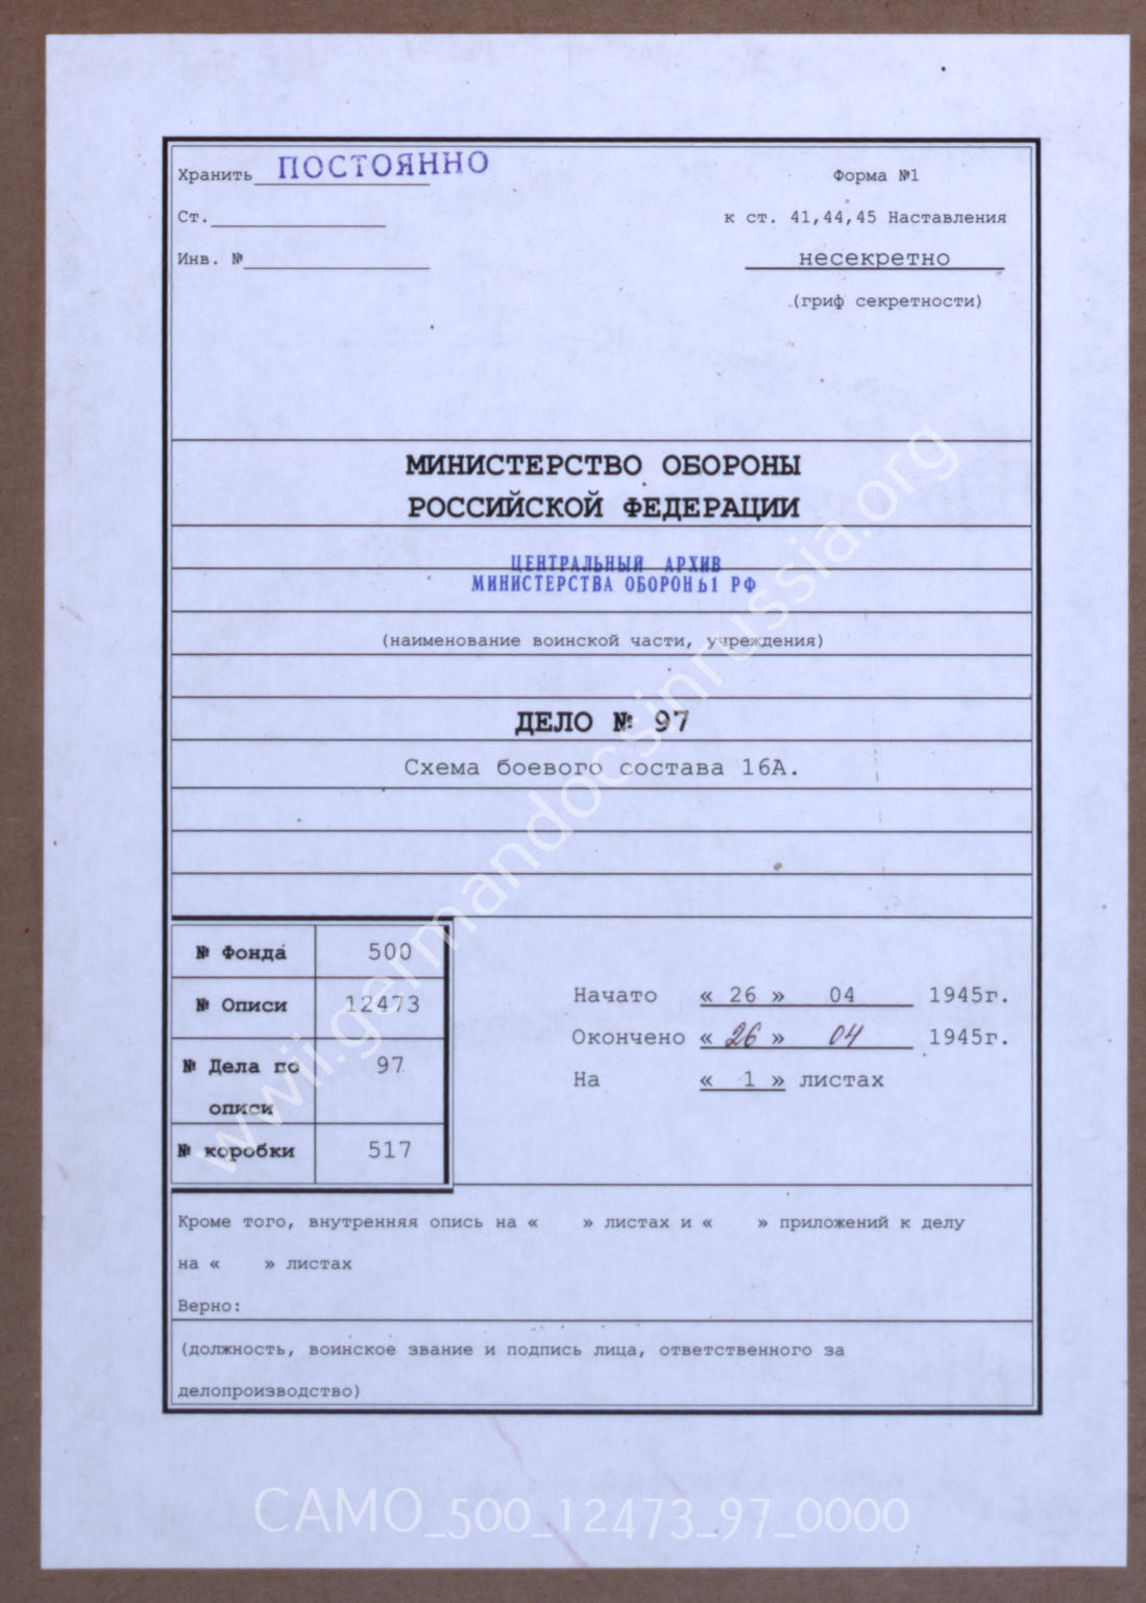 Хранить ПОСТОЯННО
Форма №1
Ст.
к ст. 41,44,45 Наставления
Инв. №
несекретно
(гриф секретности)
МИНИСТЕРСТВО ОБОРОНЫ
РОССИЙСКОЙ ФЕДЕРАЦИИ
ЦЕНТРАЛЬНЫЙ АРХИВ
МИНИСТЕРСТВА ОБОРОНЫ РФ
(наименование воинской части, учреждения)
ДЕЛО № 97
Схема боевого состава 16А.
№ Фонда 500
№ Описи 12473
№ Дела по описи 97
№ коробки 517
Начато « 26 » 04 1945г.
Окончено « 26 » 04 1945г.
На « 1 » листах
Кроме того, внутренняя опись на « » листах и « » приложений к делу
на « » листах
Верно:
(должность, воинское звание и подпись лица, ответственного за
делопроизводство)
www.wwii.germandocsinrussia.org
CAMO_500_12473_97_0000